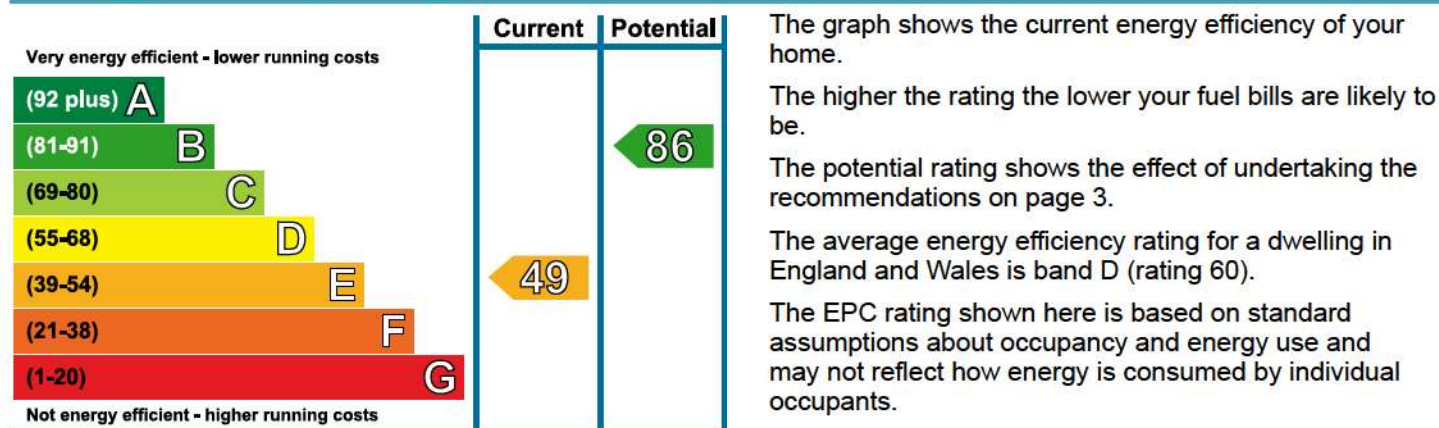 Current Potential
Very energy efficient - lower running costs
(92 plus) A
(81-91) B
86
(69-80) C
(55-68) D
(39-54) E
49
(21-38) F
(1-20) G
Not energy efficient - higher running costs
The graph shows the current energy efficiency of your
home.
The higher the rating the lower your fuel bills are likely to
be.
The potential rating shows the effect of undertaking the
recommendations on page 3.
The average energy efficiency rating for a dwelling in
England and Wales is band D (rating 60).
The EPC rating shown here is based on standard
assumptions about occupancy and energy use and
may not reflect how energy is consumed by individual
occupants.